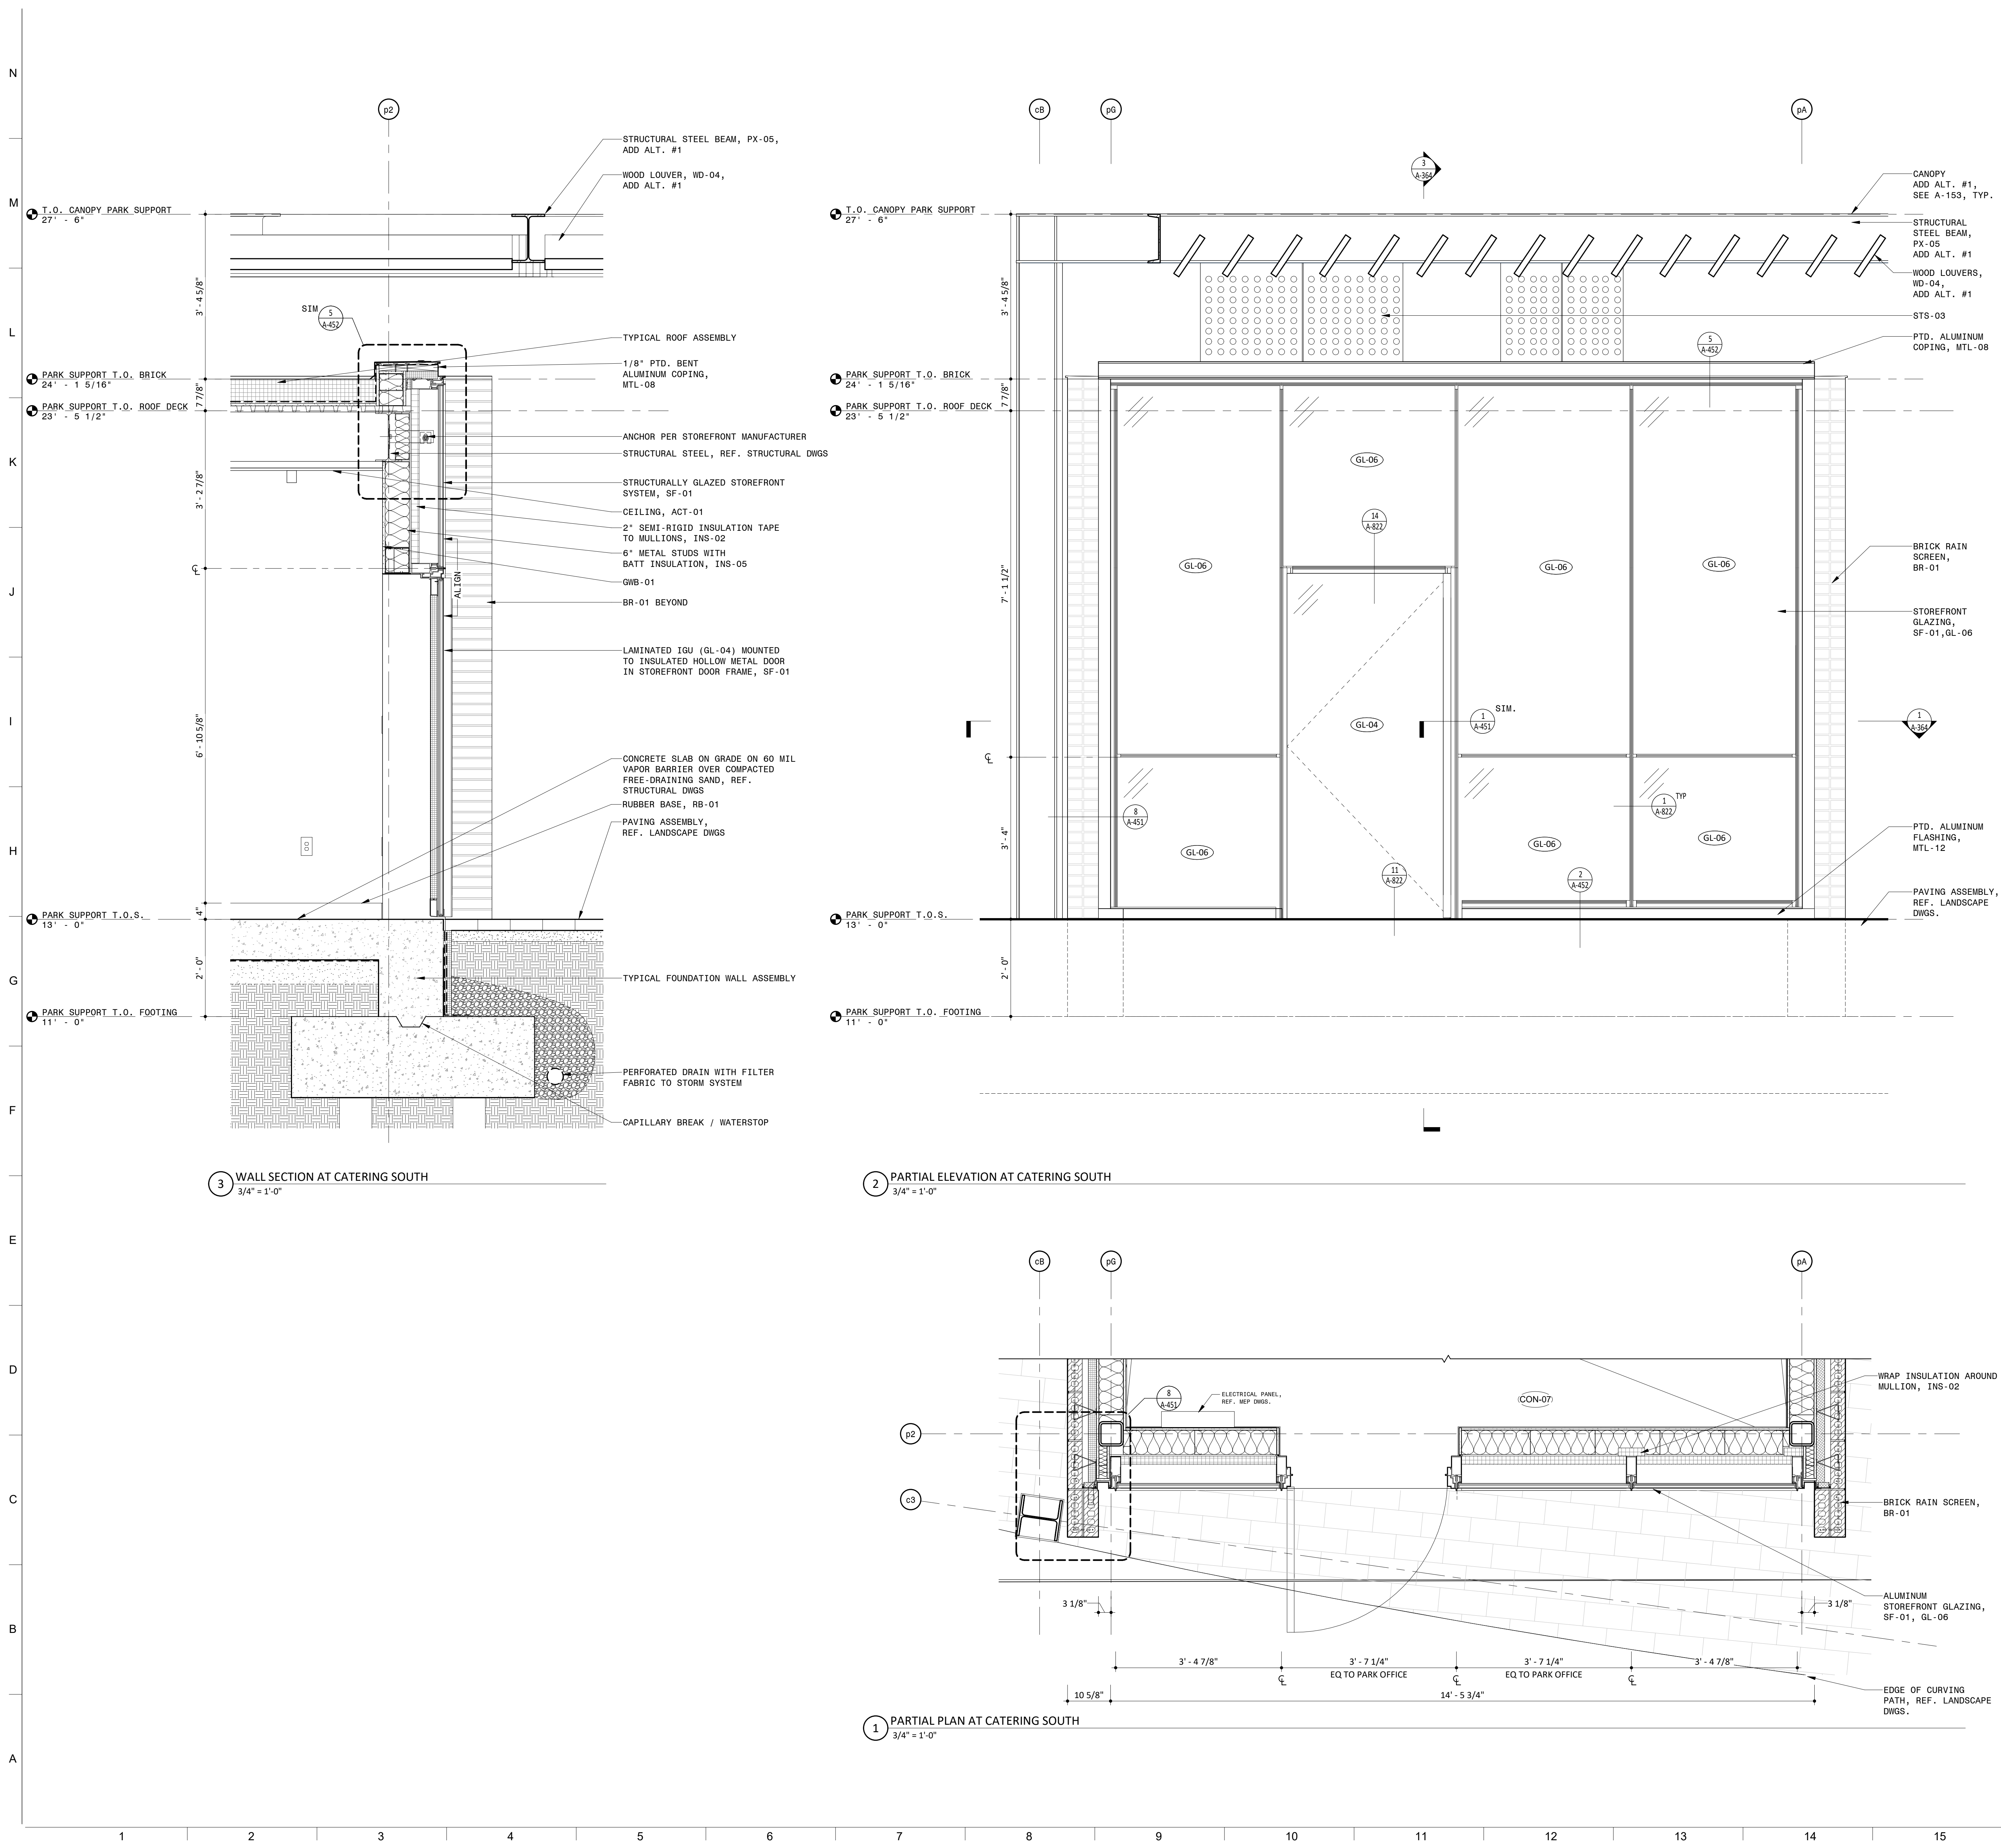 N
M
L
K
J
I
H
G
F
E
D
C
B
A
1
2
3
4
5
6
7
8
9
10
11
12
13
14
15
p2
STRUCTURAL STEEL BEAM, PX-05,
ADD ALT. #1
WOOD LOUVER, WD-04,
ADD ALT. #1
T.O. CANOPY PARK SUPPORT
27' - 6"
3' - 4 5/8"
SIM
5
A-452
TYPICAL ROOF ASSEMBLY
1/8" PTD. BENT
ALUMINUM COPING,
MTL-08
PARK SUPPORT T.O. BRICK
24' - 1 5/16"
7 7/8"
PARK SUPPORT T.O. ROOF DECK
23' - 5 1/2"
ANCHOR PER STOREFRONT MANUFACTURER
STRUCTURAL STEEL, REF. STRUCTURAL DWGS
3' - 2 7/8"
STRUCTURALLY GLAZED STOREFRONT
SYSTEM, SF-01
CEILING, ACT-01
2" SEMI-RIGID INSULATION TAPE
TO MULLIONS, INS-02
6" METAL STUDS WITH
BATT INSULATION, INS-05
GWB-01
ALIGN
BR-01 BEYOND
LAMINATED IGU (GL-04) MOUNTED
TO INSULATED HOLLOW METAL DOOR
IN STOREFRONT DOOR FRAME, SF-01
6' - 10 5/8"
CONCRETE SLAB ON GRADE ON 60 MIL
VAPOR BARRIER OVER COMPACTED
FREE-DRAINING SAND, REF.
STRUCTURAL DWGS
RUBBER BASE, RB-01
PAVING ASSEMBLY,
REF. LANDSCAPE DWGS
4"
PARK SUPPORT T.O.S.
13' - 0"
2' - 0"
TYPICAL FOUNDATION WALL ASSEMBLY
PARK SUPPORT T.O. FOOTING
11' - 0"
PERFORATED DRAIN WITH FILTER
FABRIC TO STORM SYSTEM
CAPILLARY BREAK / WATERSTOP
3
WALL SECTION AT CATERING SOUTH
3/4" = 1'-0"
cB
pG
pA
3
A-364
CANOPY
ADD ALT. #1,
SEE A-153, TYP.
T.O. CANOPY PARK SUPPORT
27' - 6"
STRUCTURAL
STEEL BEAM,
PX-05
ADD ALT. #1
WOOD LOUVERS,
WD-04,
ADD ALT. #1
3' - 4 5/8"
STS-03
5
A-452
PTD. ALUMINUM
COPING, MTL-08
PARK SUPPORT T.O. BRICK
24' - 1 5/16"
7 7/8"
PARK SUPPORT T.O. ROOF DECK
23' - 5 1/2"
GL-06
14
A-822
GL-06
GL-06
GL-06
BRICK RAIN
SCREEN,
BR-01
7' - 1 1/2"
STOREFRONT
GLAZING,
SF-01,GL-06
GL-04
1
A-451
SIM.
1
A-364
8
A-451
1
A-822
TYP
3' - 4"
GL-06
GL-06
GL-06
11
A-822
2
A-452
PTD. ALUMINUM
FLASHING,
MTL-12
PAVING ASSEMBLY,
REF. LANDSCAPE
DWGS.
PARK SUPPORT T.O.S.
13' - 0"
2' - 0"
PARK SUPPORT T.O. FOOTING
11' - 0"
2
PARTIAL ELEVATION AT CATERING SOUTH
3/4" = 1'-0"
cB
pG
pA
8
A-451
ELECTRICAL PANEL,
REF. MEP DWGS.
CON-07
WRAP INSULATION AROUND
MULLION, INS-02
p2
c3
BRICK RAIN SCREEN,
BR-01
3 1/8"
3 1/8"
ALUMINUM
STOREFRONT GLAZING,
SF-01, GL-06
3' - 4 7/8"
3' - 7 1/4"
EQ TO PARK OFFICE
3' - 7 1/4"
EQ TO PARK OFFICE
3' - 4 7/8"
10 5/8"
14' - 5 3/4"
EDGE OF CURVING
PATH, REF. LANDSCAPE
DWGS.
1
PARTIAL PLAN AT CATERING SOUTH
3/4" = 1'-0"